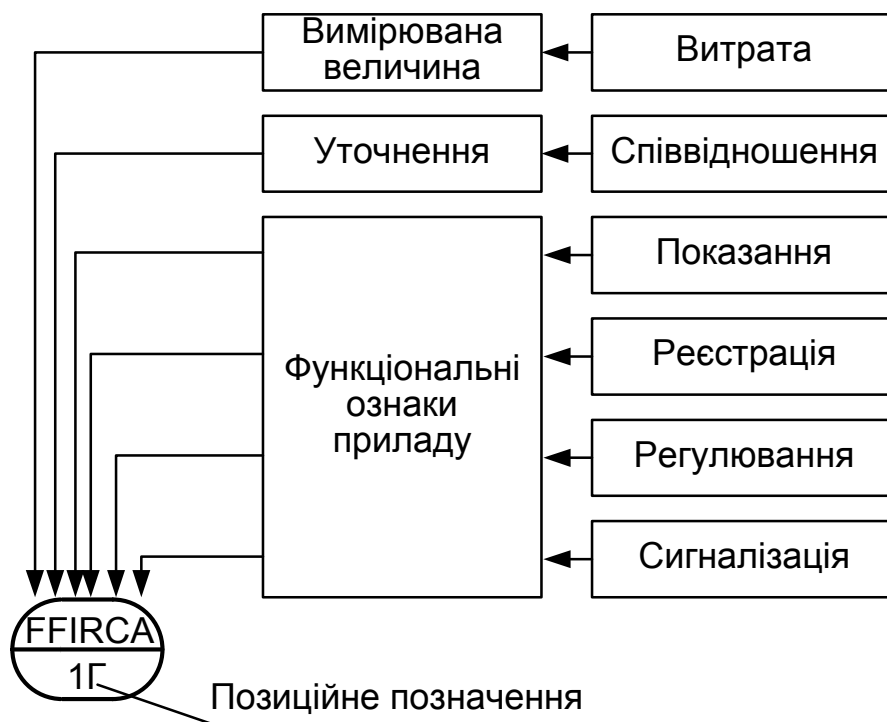 Вимірювана
величина
Витрата
Уточнення
Співвідношення
Функціональні
ознаки
приладу
Показання
Реєстрація
Регулювання
Сигналізація
FFIRCA
1Г
Позиційне позначення